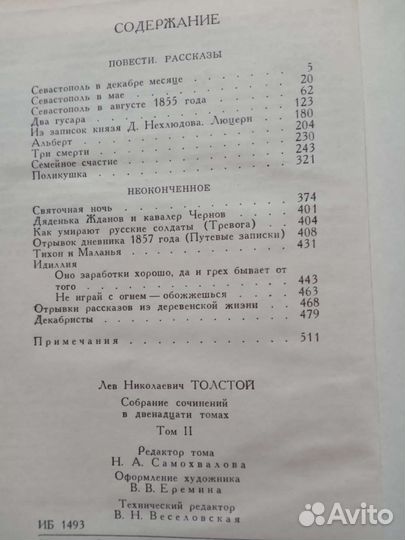 СОДЕРЖАНИЕ
ПОВЕСТИ. РАССКАЗЫ
Севастополь в декабре месяце . . . 5
Севастополь в мае . . . 20
Севастополь в августе 1855 года . . . 62
Два гусара . . . 123
Из записок князя Д. Нехлюдова. Люцерн . . . 180
Альберт . . . 204
Три смерти . . . 230
Семейное счастие . . . 243
Поликушка . . . 321
НЕОКОНЧЕННОЕ
Святочная ночь . . . 374
Дяденька Жданов и кавалер Чернов . . . 401
Как умирают русские солдаты (Тревога) . . . 404
Отрывок дневника 1857 года (Путевые записки) . 408
Тихон и Маланья . . . 431
Идиллия
Оно заработки хорошо, да и грех бывает от
того . . . 443
Не играй с огнем — обожжешься . . . 463
Отрывки рассказов из деревенской жизни . . . 468
Декабристы . . . 479
Примечания . . . 511
Лев Николаевич ТОЛСТОЙ
Собрание сочинений
в двенадцати томах
Том II
Редактор тома
Н. А. Самохвалова
Оформление художника
В. В. Еремина
Технический редактор
В. Н. Веселовская
ИБ 1493
Avito